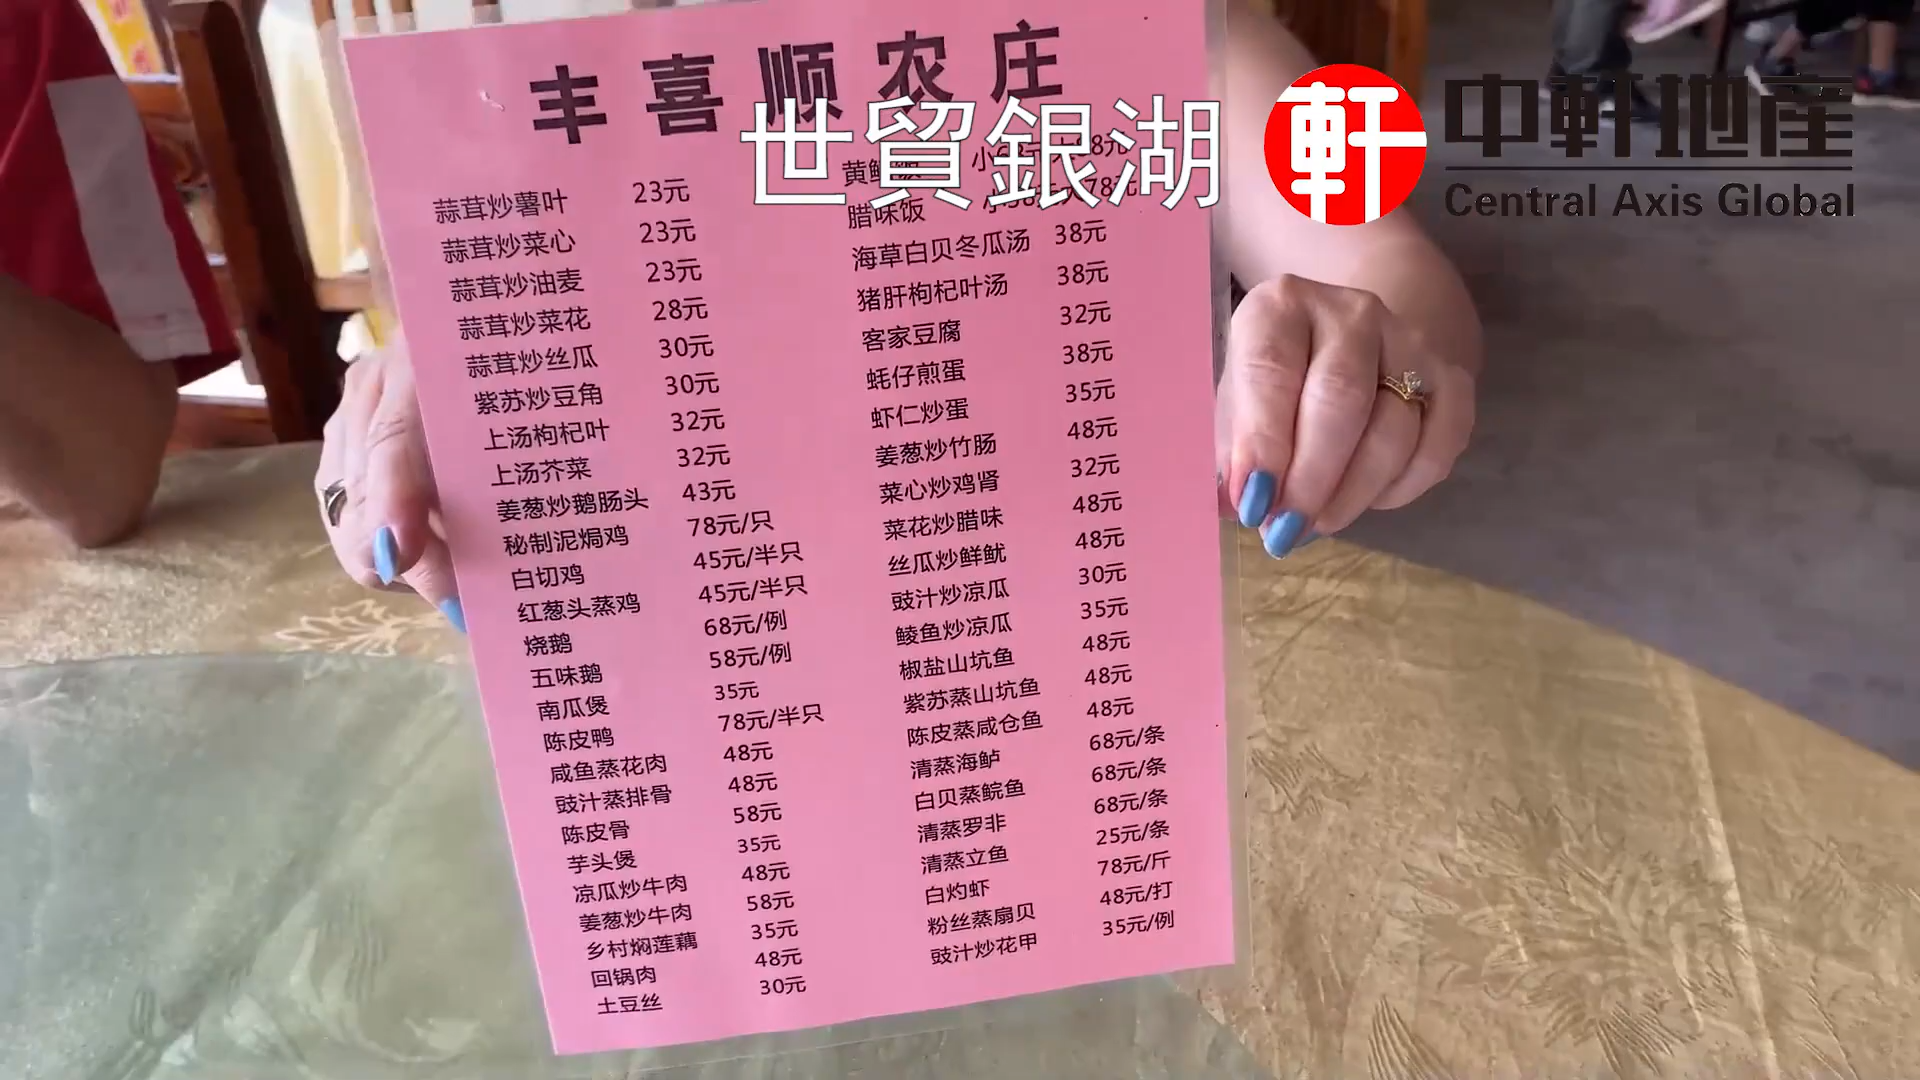 丰喜顺农庄
世貿銀湖
軒 中軒地産
Central Axis Global
蒜茸炒薯叶 23元
蒜茸炒菜心 23元
蒜茸炒油麦 23元
蒜茸炒菜花 28元
蒜茸炒丝瓜 30元
紫苏炒豆角 30元
上汤枸杞叶 32元
上汤芥菜 32元
姜葱炒鹅肠头 43元
秘制泥焗鸡 78元/只
白切鸡 45元/半只
红葱头蒸鸡 45元/半只
烧鹅 68元/例
五味鹅 58元/例
南瓜煲 35元
陈皮鸭 78元/半只
咸鱼蒸花肉 48元
豉汁蒸排骨 48元
陈皮骨 58元
芋头煲 35元
凉瓜炒牛肉 48元
姜葱炒牛肉 58元
乡村焖莲藕 35元
回锅肉 48元
土豆丝 30元
黄 小 8元
腊味饭 78元
海草白贝冬瓜汤 38元
猪肝枸杞叶汤 38元
客家豆腐 32元
蚝仔煎蛋 38元
虾仁炒蛋 35元
姜葱炒竹肠 48元
菜心炒鸡肾 32元
菜花炒腊味 48元
丝瓜炒鲜鱿 48元
豉汁炒凉瓜 30元
鲮鱼炒凉瓜 35元
椒盐山坑鱼 48元
紫苏蒸山坑鱼 48元
陈皮蒸咸仓鱼 48元
清蒸海鲈 68元/条
白贝蒸鲩鱼 68元/条
清蒸罗非 68元/条
清蒸立鱼 25元/条
白灼虾 78元/斤
粉丝蒸扇贝 48元/打
豉汁炒花甲 35元/例